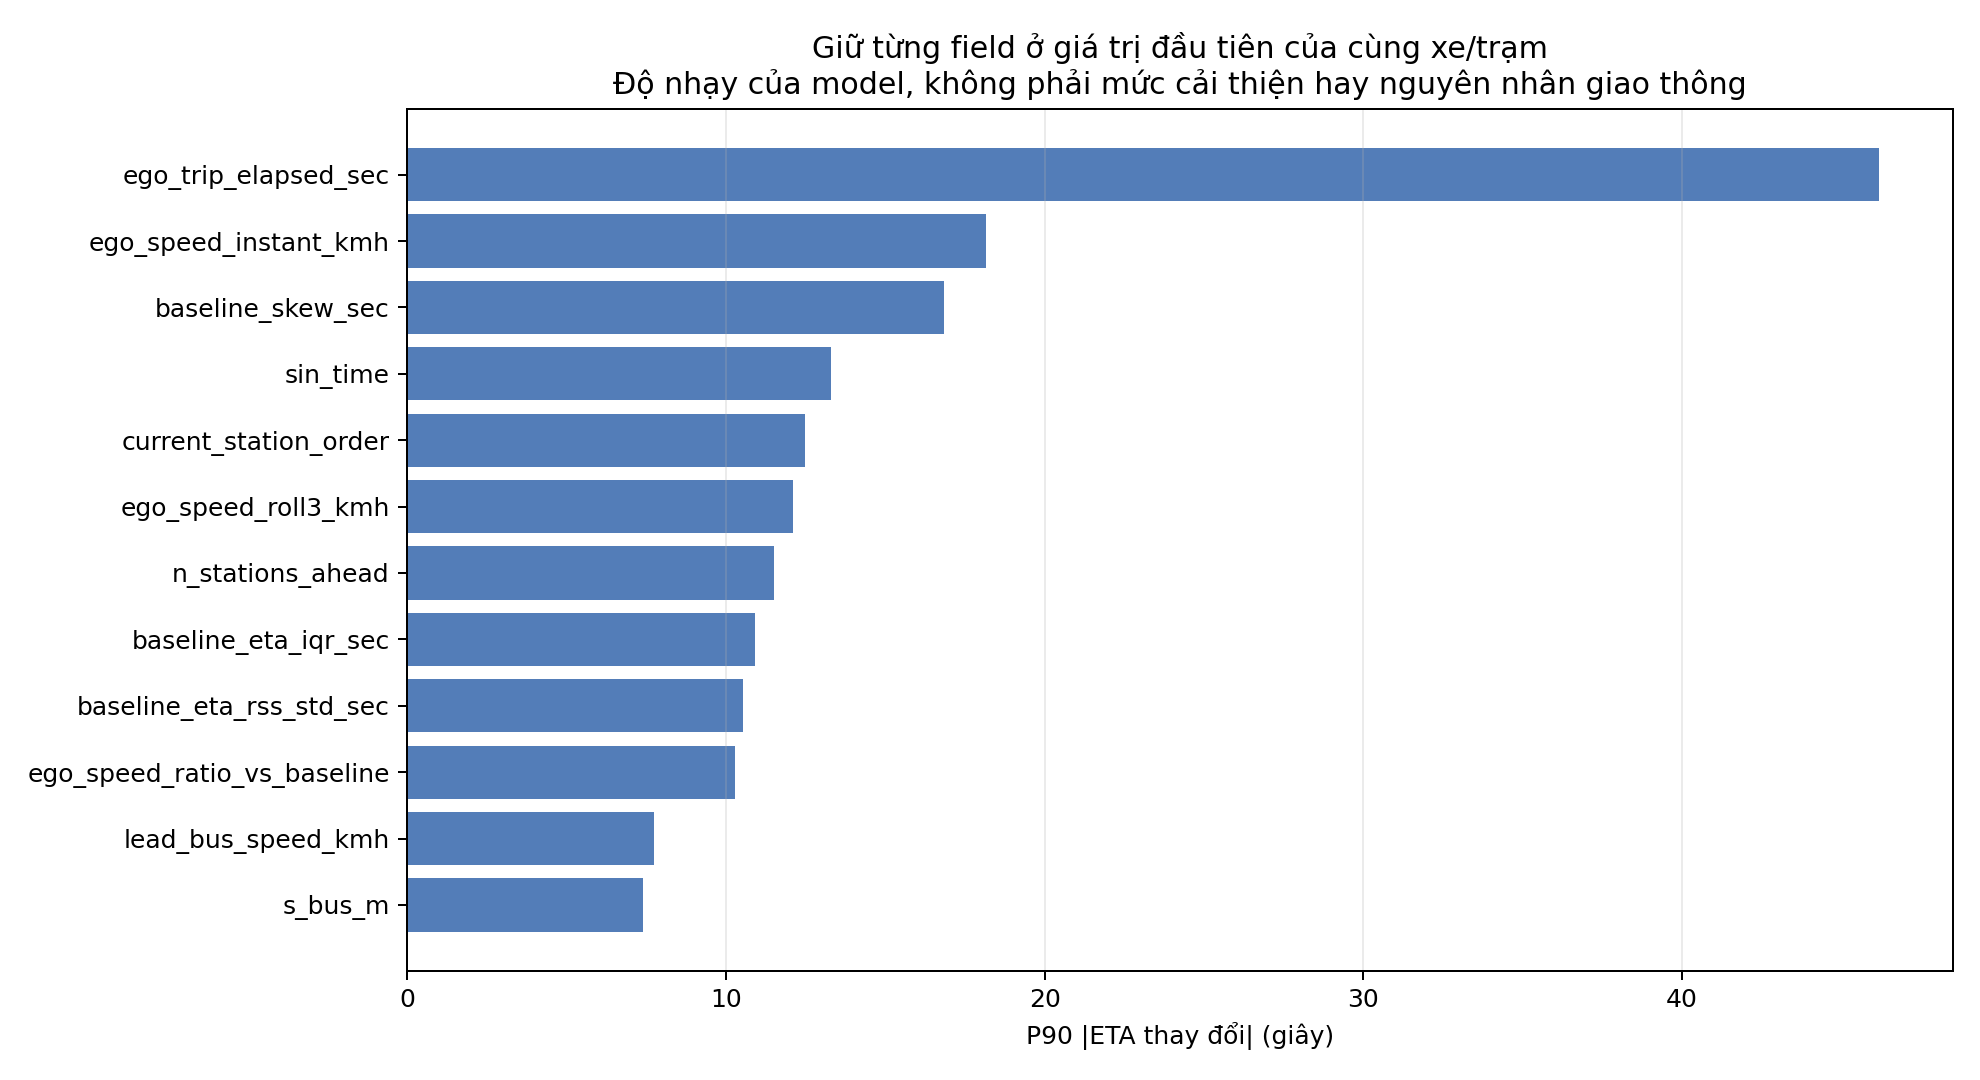 Giữ từng field ở giá trị đầu tiên của cùng xe/trạm
Độ nhạy của model, không phải mức cải thiện hay nguyên nhân giao thông
ego_trip_elapsed_sec
ego_speed_instant_kmh
baseline_skew_sec
sin_time
current_station_order
ego_speed_roll3_kmh
n_stations_ahead
baseline_eta_iqr_sec
baseline_eta_rss_std_sec
ego_speed_ratio_vs_baseline
lead_bus_speed_kmh
s_bus_m
0 10 20 30 40
P90 |ETA thay đổi| (giây)